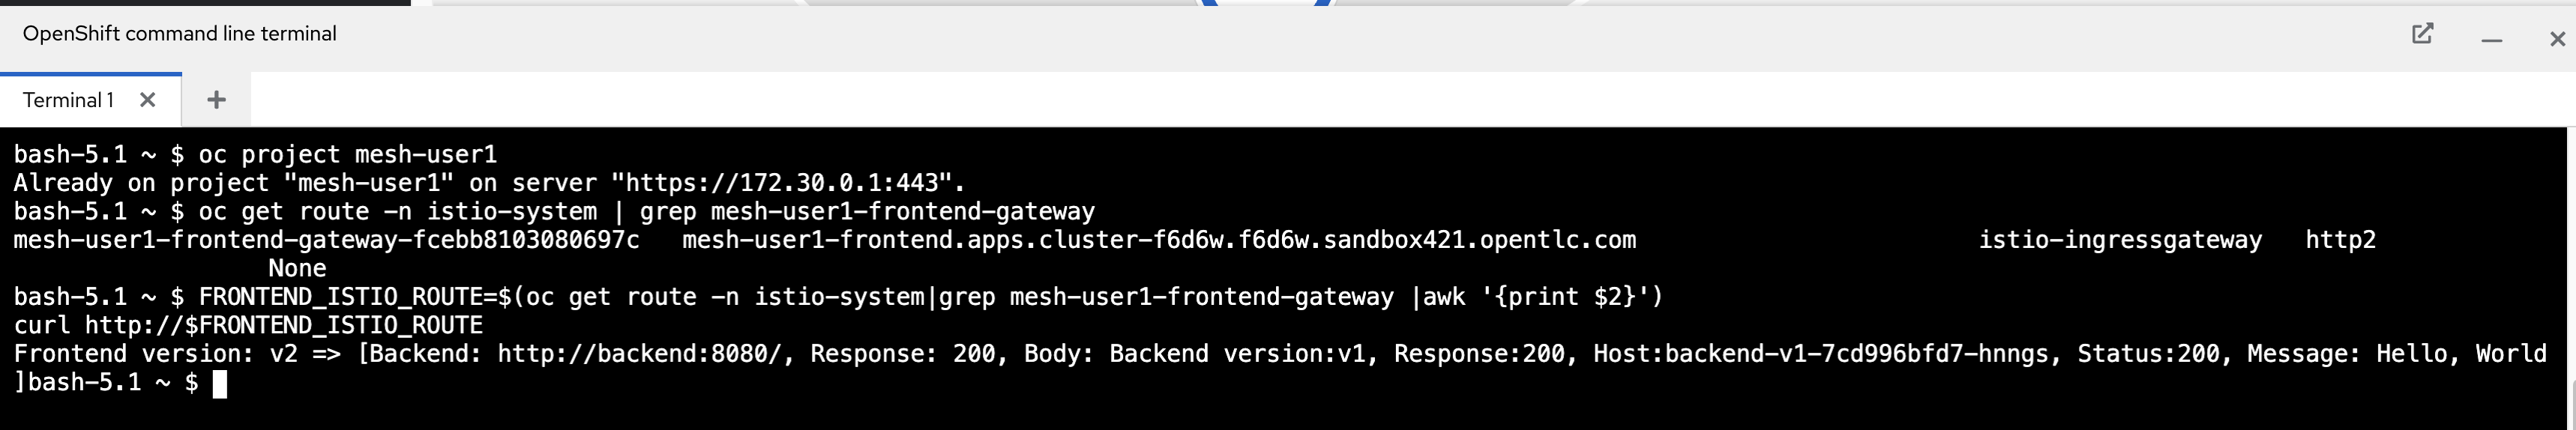 OpenShift command line terminal
Terminal 1
bash-5.1 ~ $ oc project mesh-user1
Already on project "mesh-user1" on server "https://172.30.0.1:443".
bash-5.1 ~ $ oc get route -n istio-system | grep mesh-user1-frontend-gateway
mesh-user1-frontend-gateway-fcebb8103080697c   mesh-user1-frontend.apps.cluster-f6d6w.f6d6w.sandbox421.opentlc.com                        istio-ingressgateway   http2
                  None
bash-5.1 ~ $ FRONTEND_ISTIO_ROUTE=$(oc get route -n istio-system|grep mesh-user1-frontend-gateway |awk '{print $2}')
curl http://$FRONTEND_ISTIO_ROUTE
Frontend version: v2 => [Backend: http://backend:8080/, Response: 200, Body: Backend version:v1, Response:200, Host:backend-v1-7cd996bfd7-hnngs, Status:200, Message: Hello, World
]bash-5.1 ~ $